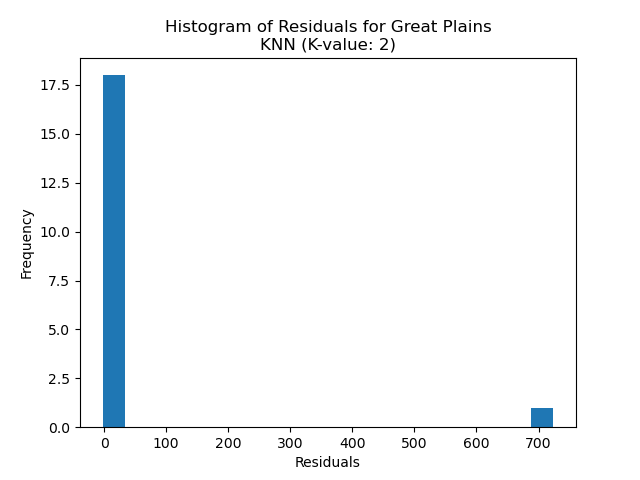 Histogram of Residuals for Great Plains
KNN (K-value: 2)
17.5
15.0
12.5
10.0
7.5
5.0
2.5
0.0
Frequency
0 100 200 300 400 500 600 700
Residuals